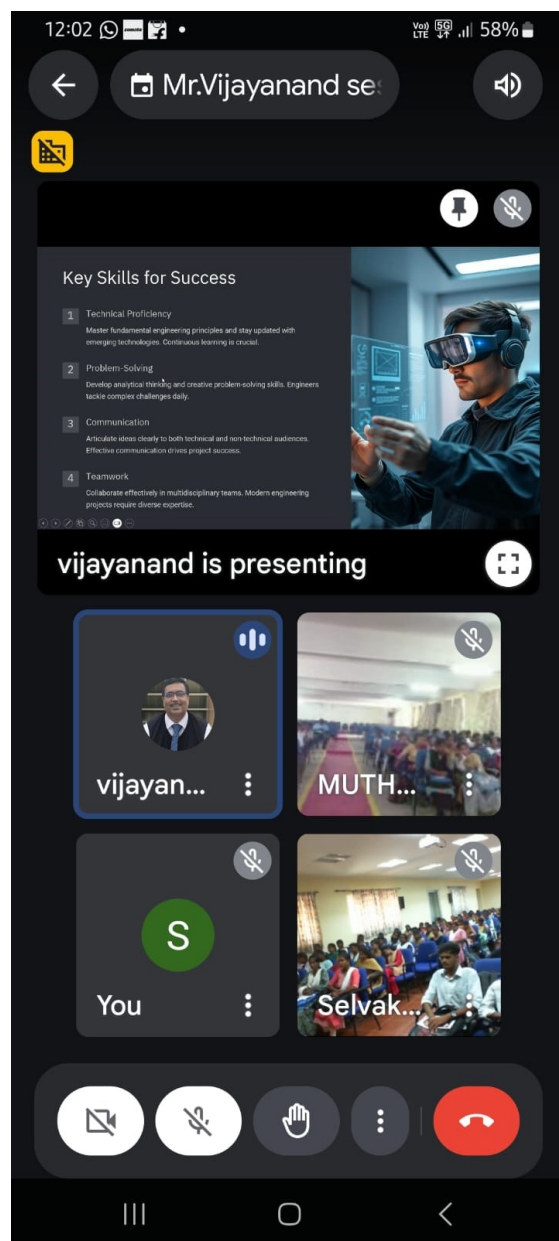 12:02
Vo)) 5G 58%
LTE
Mr.Vijayanand se
Key Skills for Success
1 Technical Proficiency
Master fundamental engineering principles and stay updated with
emerging technologies. Continuous learning is crucial.
2 Problem-Solving
Develop analytical thinking and creative problem-solving skills. Engineers
tackle complex challenges daily.
3 Communication
Articulate ideas clearly to both technical and non-technical audiences.
Effective communication drives project success.
4 Teamwork
Collaborate effectively in multidisciplinary teams. Modern engineering
projects require diverse expertise.
vijayanand is presenting
vijayan...
MUTH...
S
You
Selvak...